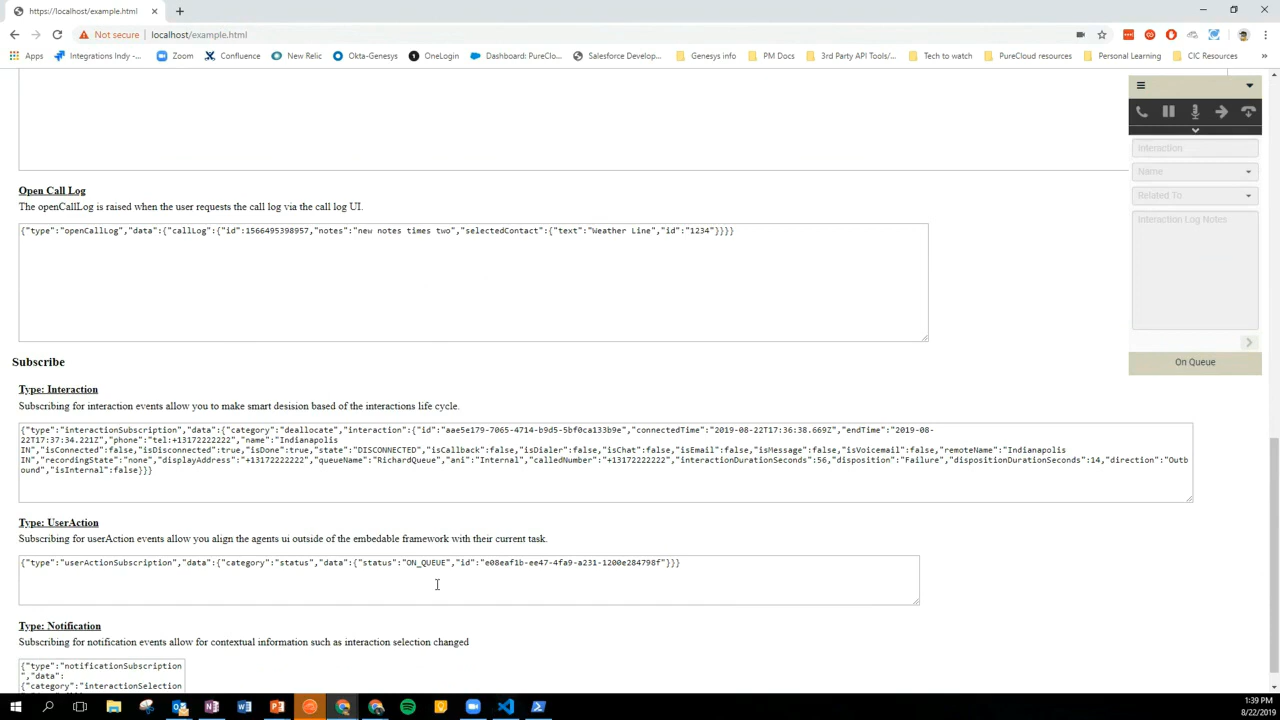 https://localhost/example.html
Not secure | localhost/example.html
Apps
Integrations Indy -...
Zoom
Confluence
New Relic
Okta-Genesys
OneLogin
Dashboard: PureClo...
Salesforce Develop...
Genesys info
PM Docs
3rd Party API Tools/...
Tech to watch
PureCloud resources
Personal Learning
CIC Resources
»
Open Call Log
The openCallLog is raised when the user requests the call log via the call log UI.
{"type":"openCallLog","data":{"callLog":{"id":1566495398957,"notes":"new notes times two","selectedContact":{"text":"Weather Line","id":"1234"}}}}
Interaction
Name
Related To
Interaction Log Notes
On Queue
Subscribe
Type: Interaction
Subscribing for interaction events allow you to make smart desision based of the interactions life cycle.
{"type":"interactionSubscription","data":{"category":"deallocate","interaction":{"id":"aae5e179-7065-4714-b9d5-5bf0ca133b9e","connectedTime":"2019-08-22T17:36:38.669Z","endTime":"2019-08-
22T17:37:34.221Z","phone":"tel:+13172222222","name":"Indianapolis
IN","isConnected":false,"isDisconnected":true,"isDone":true,"state":"DISCONNECTED","isCallback":false,"isDialer":false,"isChat":false,"isEmail":false,"isMessage":false,"isVoicemail":false,"remoteName":"Indianapolis
IN","recordingState":"none","displayAddress":"+13172222222","queueName":"RichardQueue","ani":"Internal","calledNumber":"+13172222222","interactionDurationSeconds":56,"disposition":"Failure","dispositionDurationSeconds":14,"direction":"Outb
ound","isInternal":false}}}
Type: UserAction
Subscribing for userAction events allow you align the agents ui outside of the embedable framework with their current task.
{"type":"userActionSubscription","data":{"category":"status","data":{"status":"ON_QUEUE","id":"e08eaf1b-ee47-4fa9-a231-1200e284798f"}}}
Type: Notification
Subscribing for notification events allow for contextual information such as interaction selection changed
{"type":"notificationSubscription
","data":
{"category":"interactionSelection
1:39 PM
8/22/2019